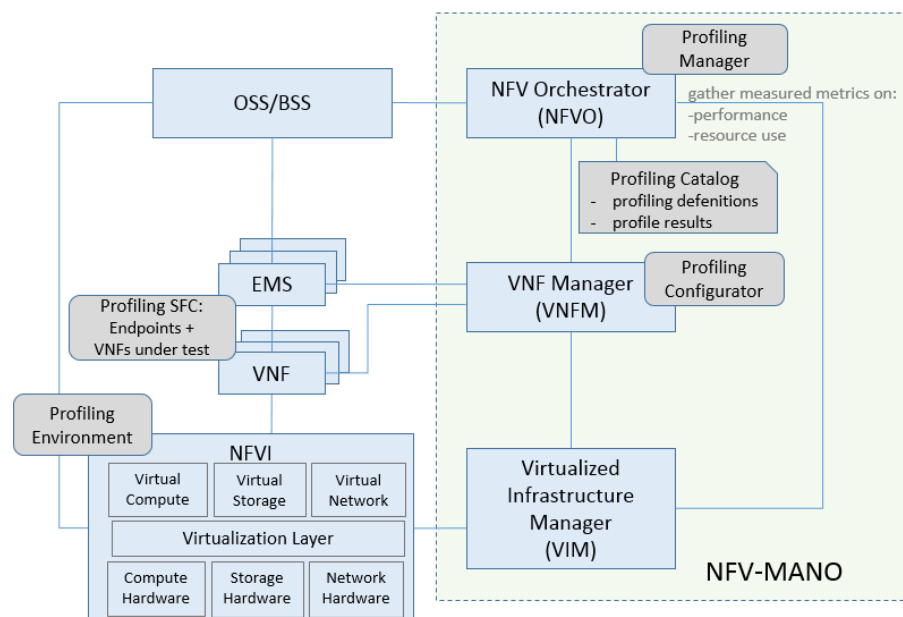 Profiling
Manager
OSS/BSS
NFV Orchestrator
(NFVO)
gather measured metrics on:
-performance
-resource use
Profiling Catalog
- profiling defenitions
- profile results
EMS
VNF Manager
(VNFM)
Profiling
Configurator
Profiling SFC:
Endpoints +
VNFs under test
VNF
Profiling
Environment
NFVI
Virtual
Compute
Virtual
Storage
Virtual
Network
Virtualization Layer
Compute
Hardware
Storage
Hardware
Network
Hardware
Virtualized
Infrastructure
Manager
(VIM)
NFV-MANO